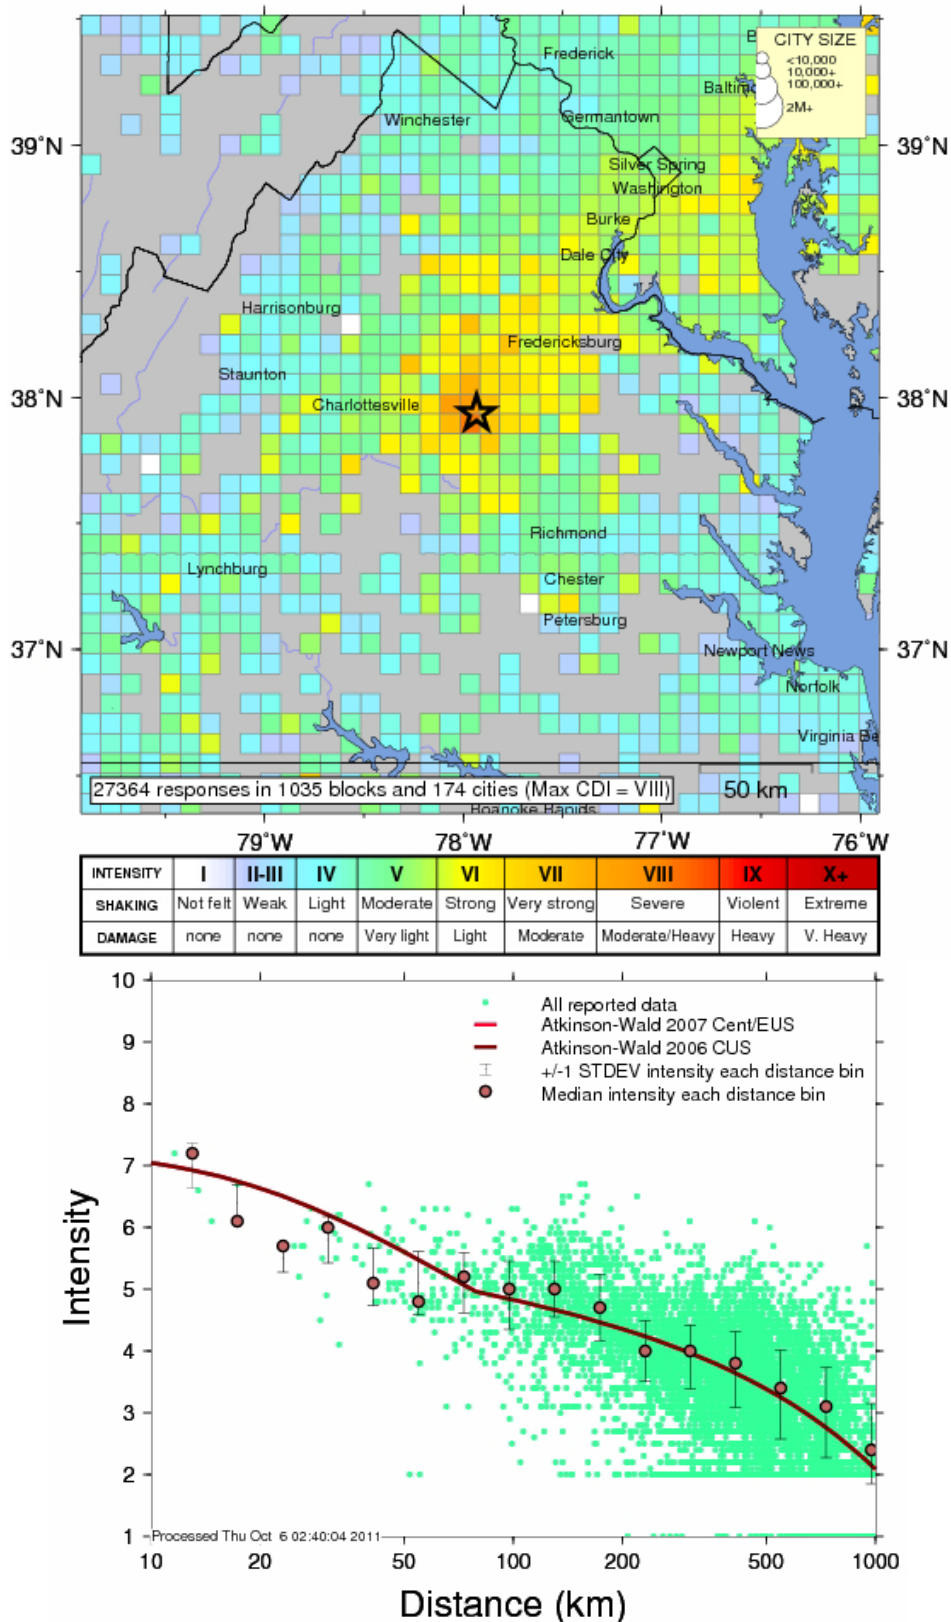 CITY SIZE
<10,000
10,000+
100,000+
2M+
Frederick
Winchester
Germantown
39°N
39°N
Silver Spring
Washington
Burke
Dale City
Harrisonburg
Fredericksburg
Staunton
38°N
Charlottesville
38°N
Richmond
Lynchburg
Chester
Petersburg
37°N
Newport News
37°N
Norfolk
Virginia Be
27364 responses in 1035 blocks and 174 cities (Max CDI = VIII)
50 km
Roanoke Rapids
79°W 78°W 77°W 76°W
INTENSITY I II-III IV V VI VII VIII IX X+
SHAKING Not felt Weak Light Moderate Strong Very strong Severe Violent Extreme
DAMAGE none none none Very light Light Moderate Moderate/Heavy Heavy V. Heavy
10
All reported data
Atkinson-Wald 2007 Cent/EUS
9
Atkinson-Wald 2006 CUS
+/-1 STDEV intensity each distance bin
8
Median intensity each distance bin
7
6
Intensity
5
4
3
2
1
Processed Thu Oct 6 02:40:04 2011
10 20 50 100 200 500 1000
Distance (km)